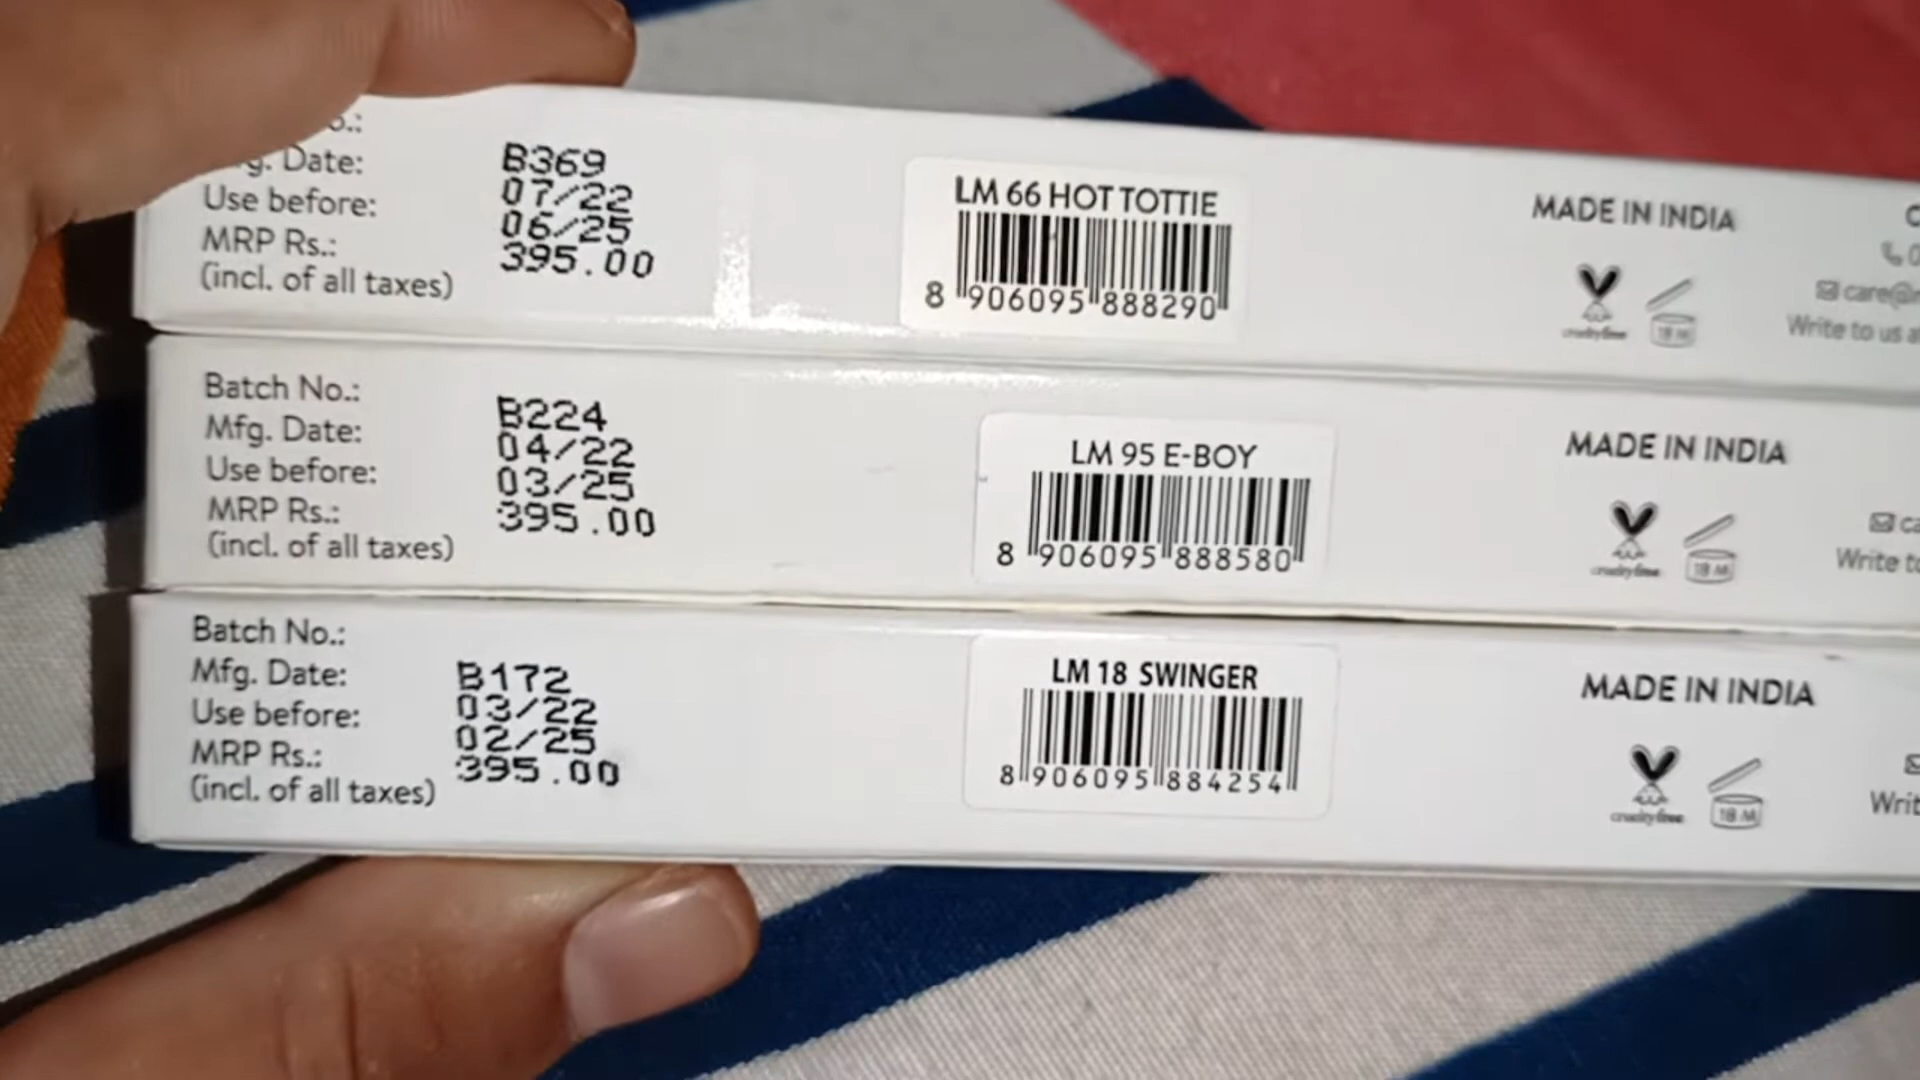 Date:
Use before:
MRP Rs.:
(incl. of all taxes)
B369
07/22
06/25
395.00
LM 66 HOT TOTTIE
8 906095 888290
MADE IN INDIA
cruelty free
18 M
Write to us
Batch No.:
Mfg. Date:
Use before:
MRP Rs.:
(incl. of all taxes)
B224
04/22
03/25
395.00
LM 95 E-BOY
8 906095 888580
MADE IN INDIA
cruelty free
18 M
Write
Batch No.:
Mfg. Date:
Use before:
MRP Rs.:
(incl. of all taxes)
B172
03/22
02/25
395.00
LM 18 SWINGER
8 906095 884254
MADE IN INDIA
cruelty free
18 M